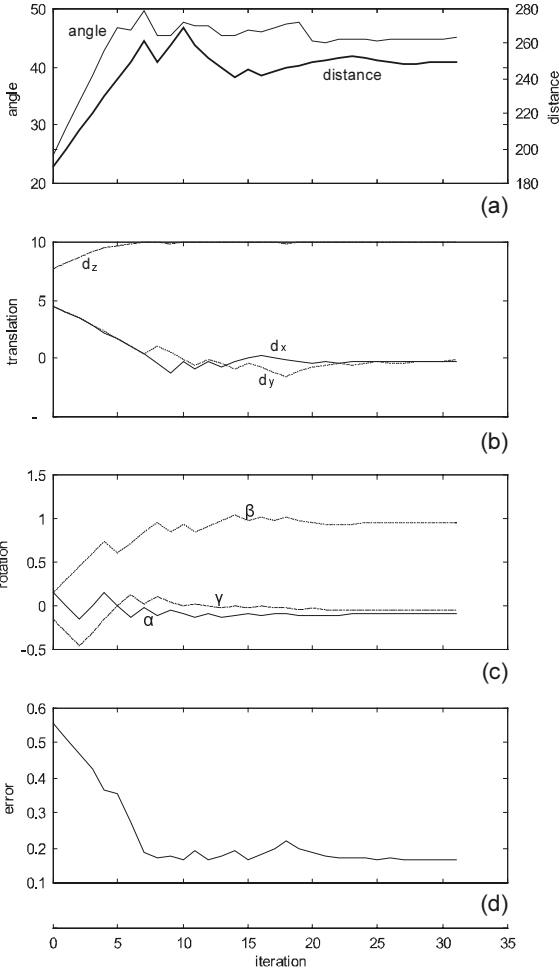 50 280
angle 260
40 240
distance
angle 220 distance
30 200
20 180
(a)
10
dz
translation 5
dx
0
dy
-
(b)
1.5
β
1
rotation 0.5
γ
0
α
-0.5
(c)
0.6
0.5
0.4
error
0.3
0.2
0.1
(d)
0 5 10 15 20 25 30 35
iteration